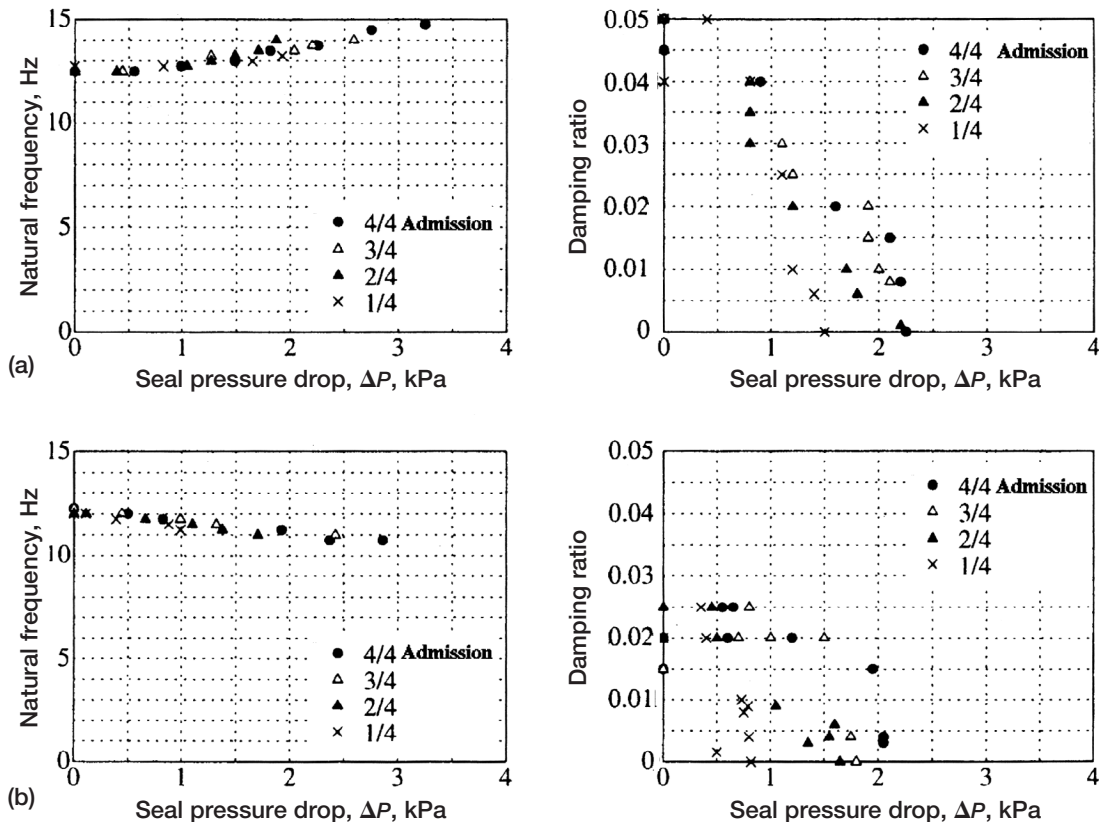 (a)
Natural frequency, Hz
15
10
5
0
0 1 2 3 4
Seal pressure drop, ΔP, kPa
4/4 Admission
3/4
2/4
1/4
Damping ratio
0.05
0.04
0.03
0.02
0.01
0
0 1 2 3 4
Seal pressure drop, ΔP, kPa
4/4 Admission
3/4
2/4
1/4
(b)
Natural frequency, Hz
15
10
5
0
0 1 2 3 4
Seal pressure drop, ΔP, kPa
4/4 Admission
3/4
2/4
1/4
Damping ratio
0.05
0.04
0.03
0.02
0.01
0
0 1 2 3 4
Seal pressure drop, ΔP, kPa
4/4 Admission
3/4
2/4
1/4